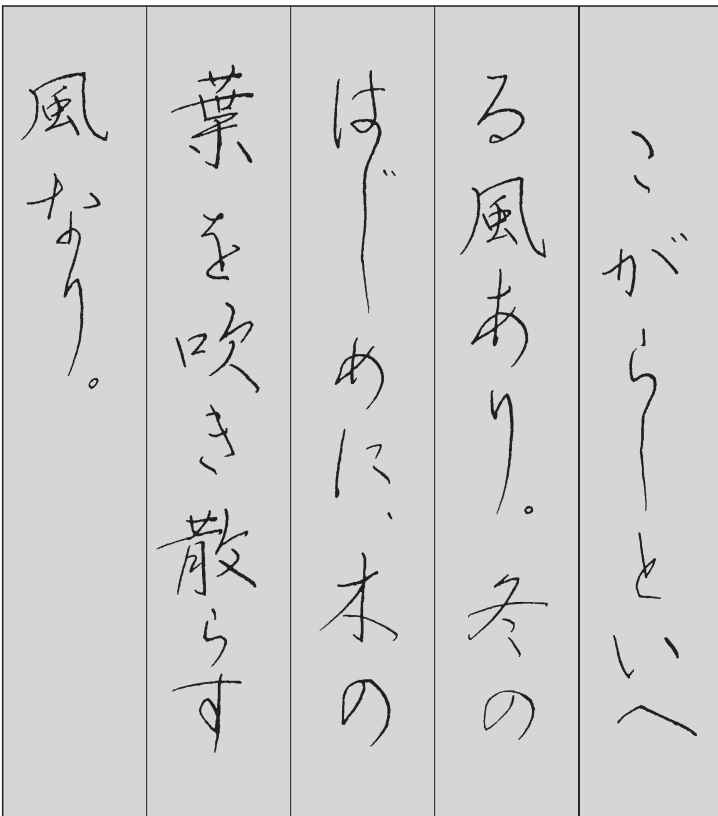 こがらしといへ
る風あり。冬の
はじめに、木の
葉を吹き散らす
風なり。